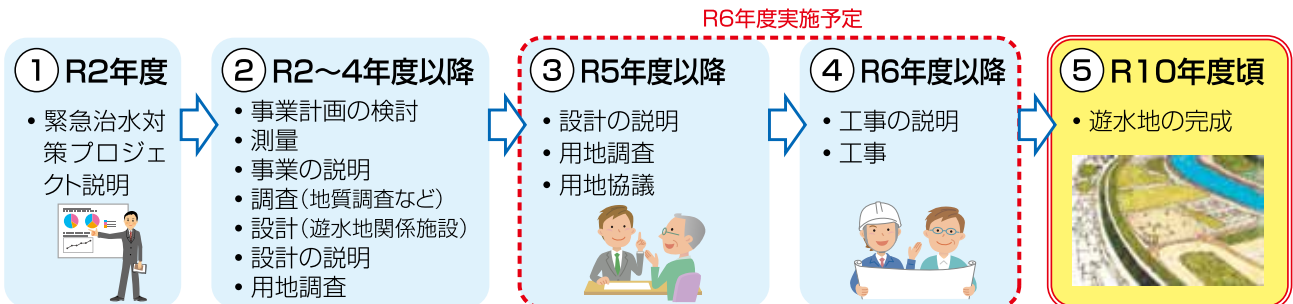 R6年度実施予定
① R2年度
• 緊急治水対
策プロジェ
クト説明
② R2～4年度以降
• 事業計画の検討
• 測量
• 事業の説明
• 調査(地質調査など)
• 設計(遊水地関係施設)
• 設計の説明
• 用地調査
③ R5年度以降
• 設計の説明
• 用地調査
• 用地協議
④ R6年度以降
• 工事の説明
• 工事
⑤ R10年度頃
• 遊水地の完成